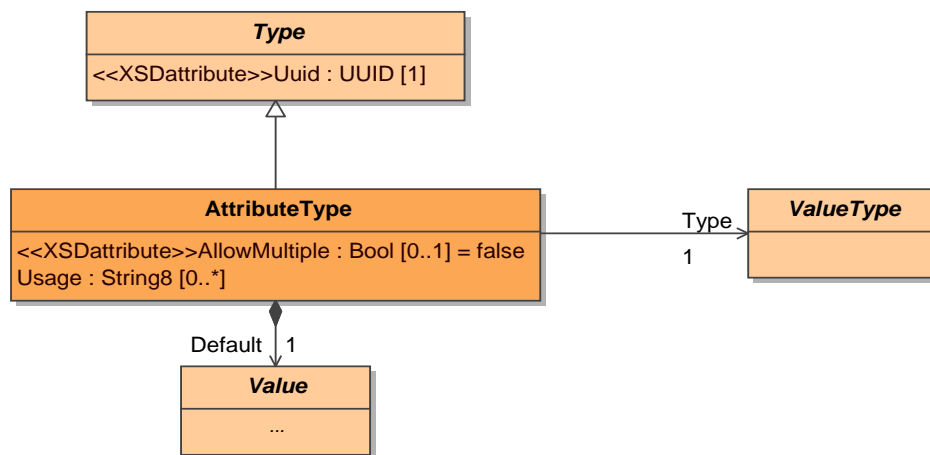 Type
<<XSDattribute>>Uuid : UUID [1]
AttributeType
<<XSDattribute>>AllowMultiple : Bool [0..1] = false
Usage : String8 [0..*]
Type
1
ValueType
Default 1
Value
...